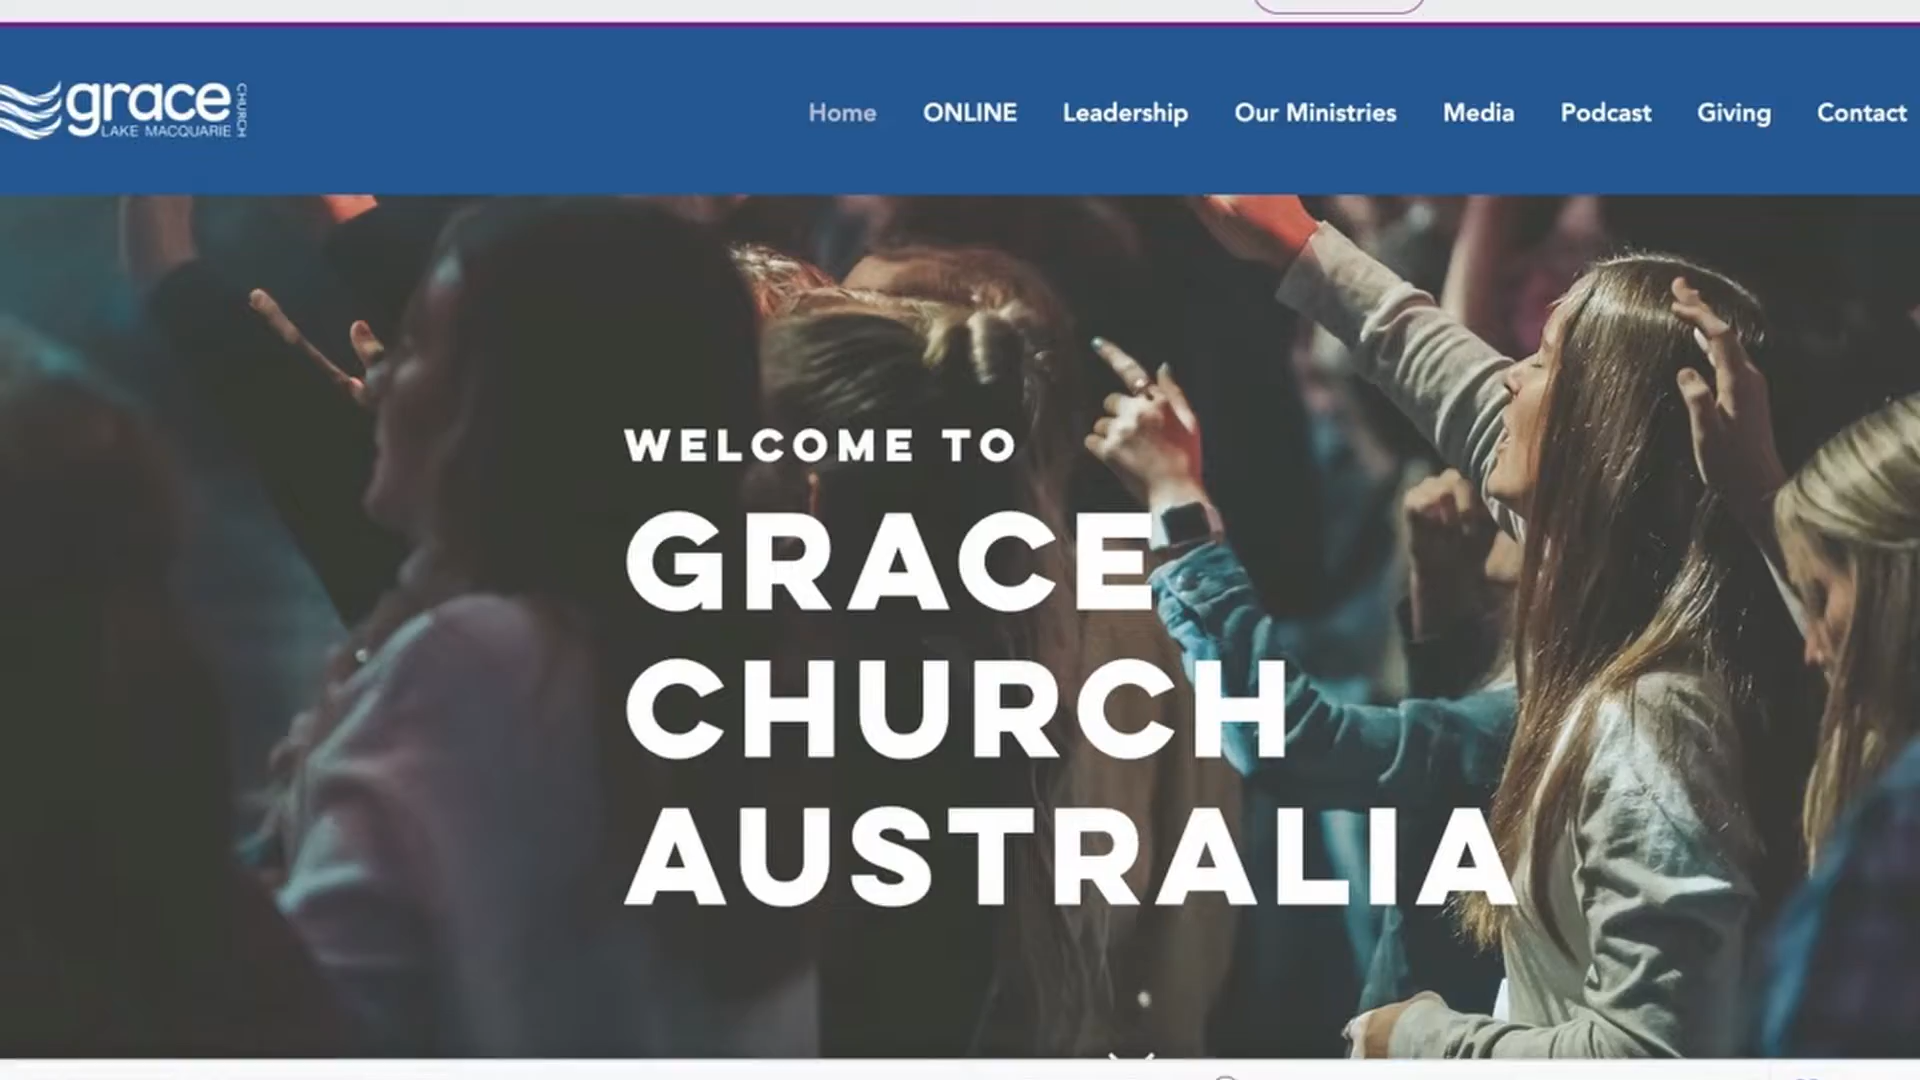 grace CHURCH
LAKE MACQUARIE
Home ONLINE Leadership Our Ministries Media Podcast Giving Contact
WELCOME TO
GRACE
CHURCH
AUSTRALIA